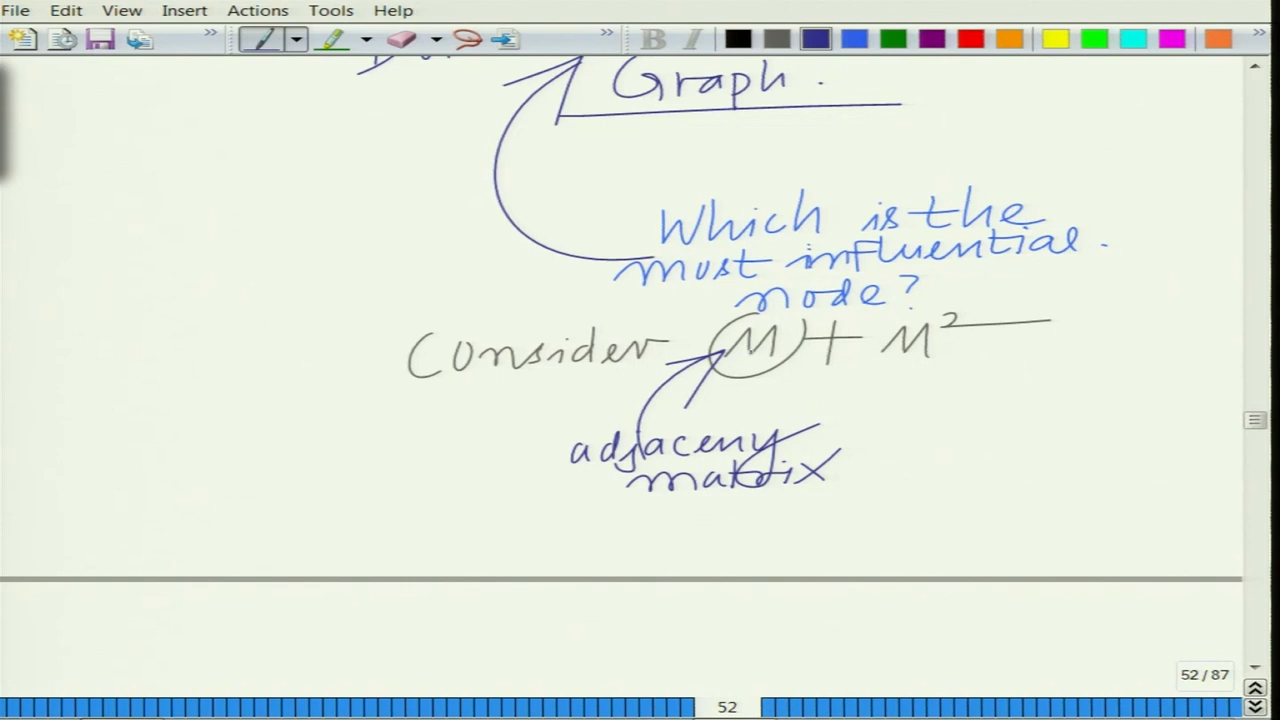 File Edit View Insert Actions Tools Help
B I
Graph.
Which is the
most influential.
node?
Consider M + M2
adjaceny
matrix
52 / 87
52